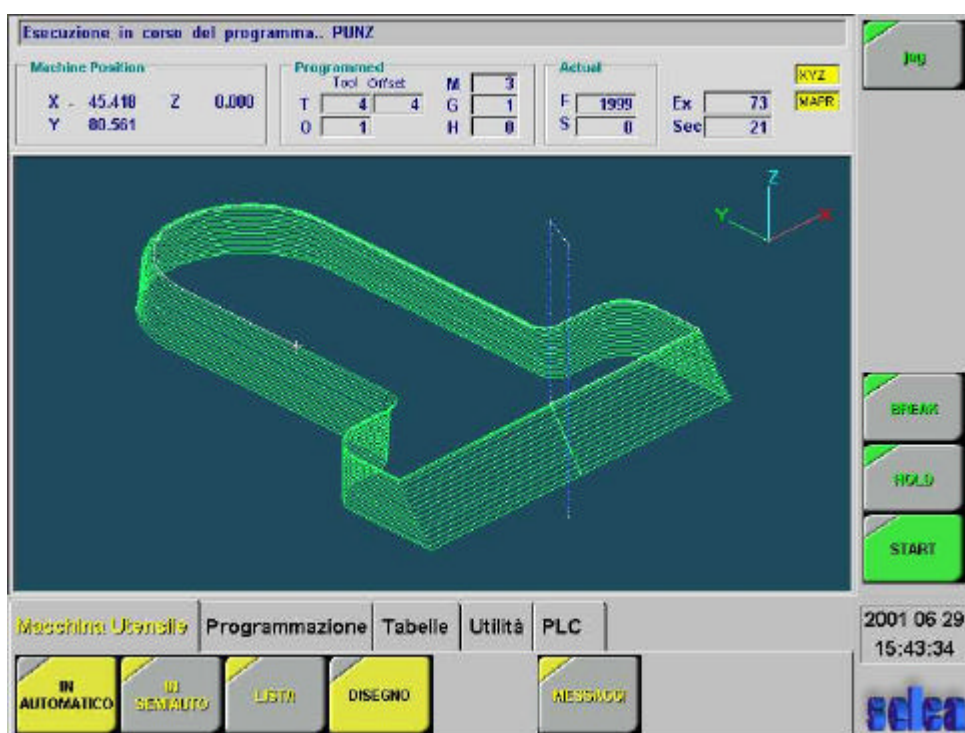 Esecuzione in corso del programma.. PUNZ
Jog
Machine Position
Programmed
Actual
Tool Offset
XYZ
X - 45.418 Z 0.000
T 4 4
M 3
G 1
F 1999
Ex 73
MAPR
Y 80.561
O 1
H 0
S 0
Sec 21
Z
Y
X
BREAK
HOLD
START
Macchina Utensile
Programmazione
Tabelle
Utilità
PLC
2001 06 29
15:43:34
IN AUTOMATICO
IN SEMIAUTO
LISTA
DISEGNO
MESSAGGI
selca